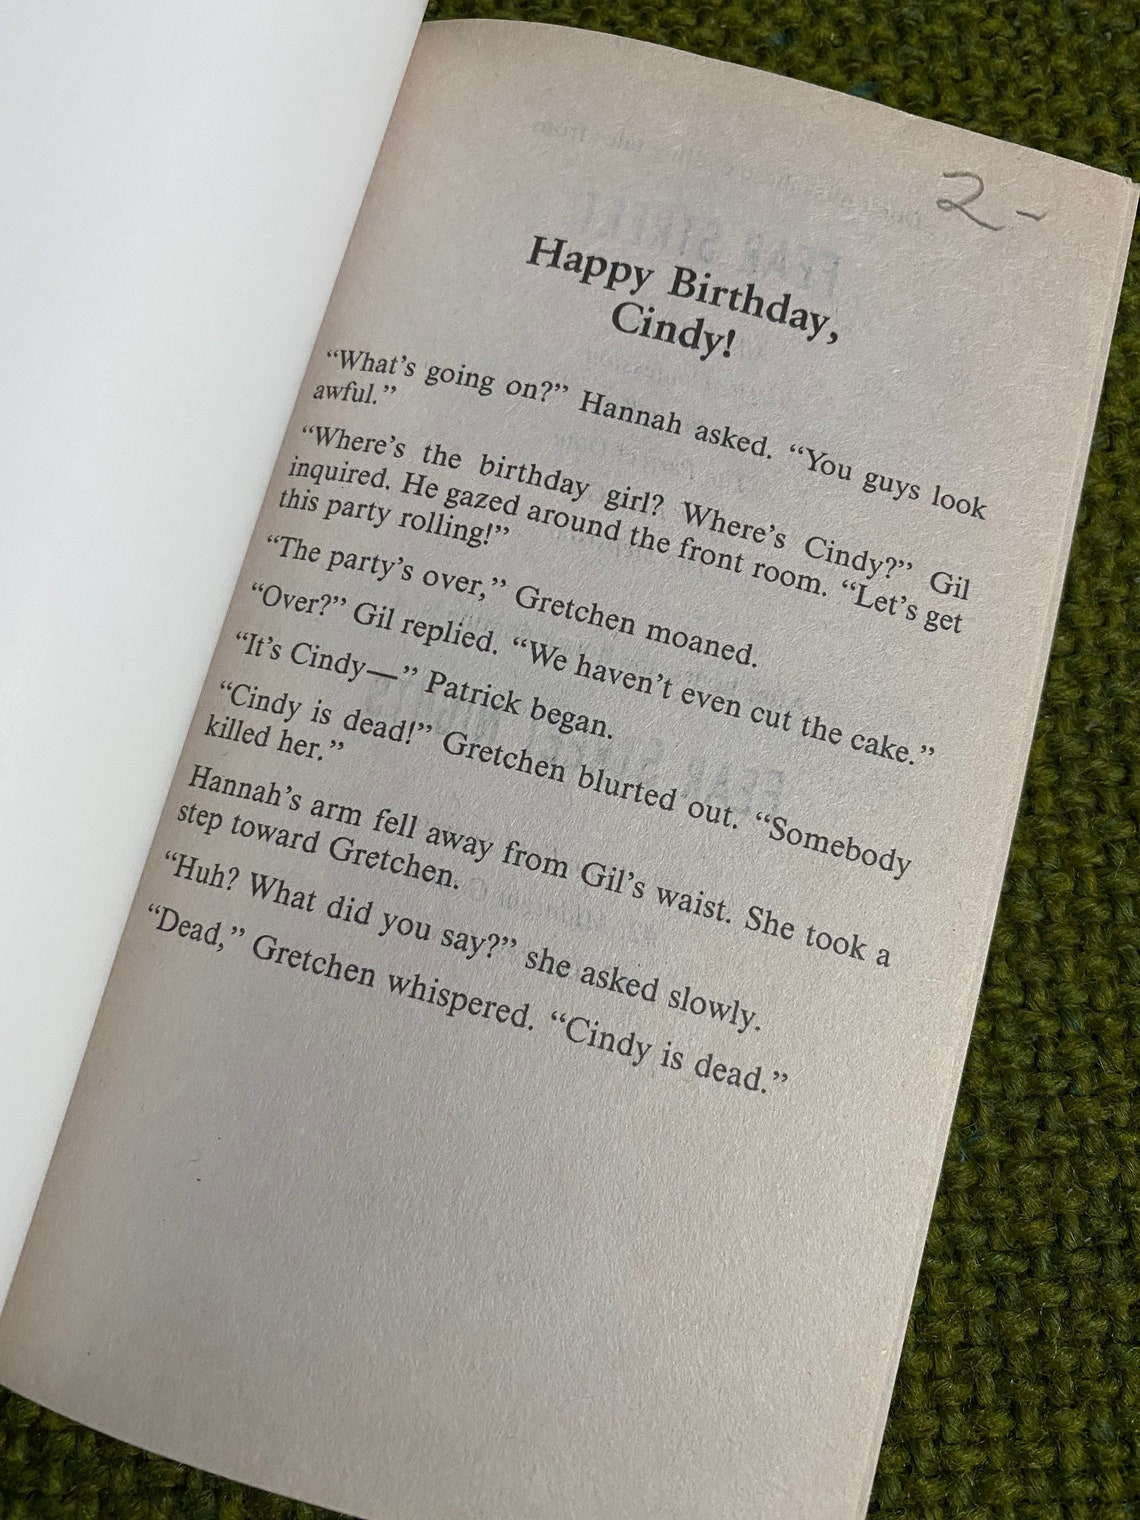 2-
Happy Birthday,
Cindy!
“What’s going on?” Hannah asked. “You guys look
awful.”
“Where’s the birthday girl? Where’s Cindy?” Gil
inquired. He gazed around the front room. “Let’s get
this party rolling!”
“The party’s over,” Gretchen moaned.
“Over?” Gil replied. “We haven’t even cut the cake.”
“It’s Cindy—” Patrick began.
“Cindy is dead!” Gretchen blurted out. “Somebody
killed her.”
Hannah’s arm fell away from Gil’s waist. She took a
step toward Gretchen.
“Huh? What did you say?” she asked slowly.
“Dead,” Gretchen whispered. “Cindy is dead.”